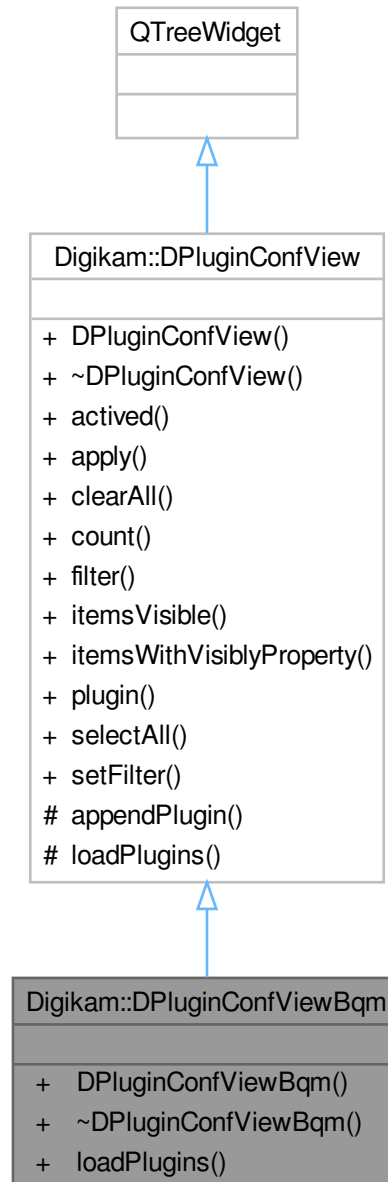 QTreeWidget
Digikam::DPluginConfView
+ DPluginConfView()
+ ~DPluginConfView()
+ actived()
+ apply()
+ clearAll()
+ count()
+ filter()
+ itemsVisible()
+ itemsWithVisiblyProperty()
+ plugin()
+ selectAll()
+ setFilter()
# appendPlugin()
# loadPlugins()
Digikam::DPluginConfViewBqm
+ DPluginConfViewBqm()
+ ~DPluginConfViewBqm()
+ loadPlugins()